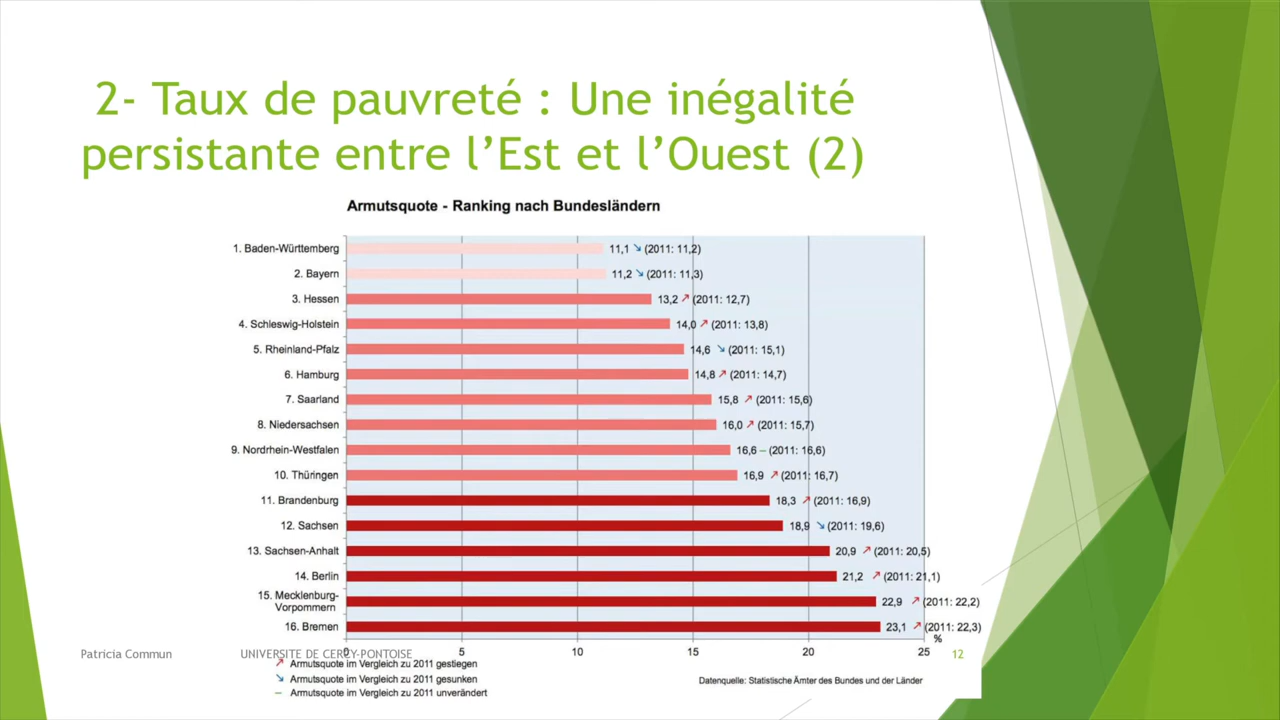 2- Taux de pauvreté : Une inégalité
persistante entre l’Est et l’Ouest (2)
Armutsquote - Ranking nach Bundesländern
1. Baden-Württemberg 11,1 ↘ (2011: 11,2)
2. Bayern 11,2 ↘ (2011: 11,3)
3. Hessen 13,2 ↗ (2011: 12,7)
4. Schleswig-Holstein 14,0 ↗ (2011: 13,8)
5. Rheinland-Pfalz 14,6 ↘ (2011: 15,1)
6. Hamburg 14,8 ↗ (2011: 14,7)
7. Saarland 15,8 ↗ (2011: 15,6)
8. Niedersachsen 16,0 ↗ (2011: 15,7)
9. Nordrhein-Westfalen 16,6 – (2011: 16,6)
10. Thüringen 16,9 ↗ (2011: 16,7)
11. Brandenburg 18,3 ↗ (2011: 16,9)
12. Sachsen 18,9 ↘ (2011: 19,6)
13. Sachsen-Anhalt 20,9 ↗ (2011: 20,5)
14. Berlin 21,2 ↗ (2011: 21,1)
15. Mecklenburg-
Vorpommern 22,9 ↗ (2011: 22,2)
16. Bremen 23,1 ↗ (2011: 22,3)
%
0 5 10 15 20 25
Patricia Commun UNIVERSITE DE CERGY-PONTOISE 12
↗ Armutsquote im Vergleich zu 2011 gestiegen
↘ Armutsquote im Vergleich zu 2011 gesunken
– Armutsquote im Vergleich zu 2011 unverändert
Datenquelle: Statistische Ämter des Bundes und der Länder